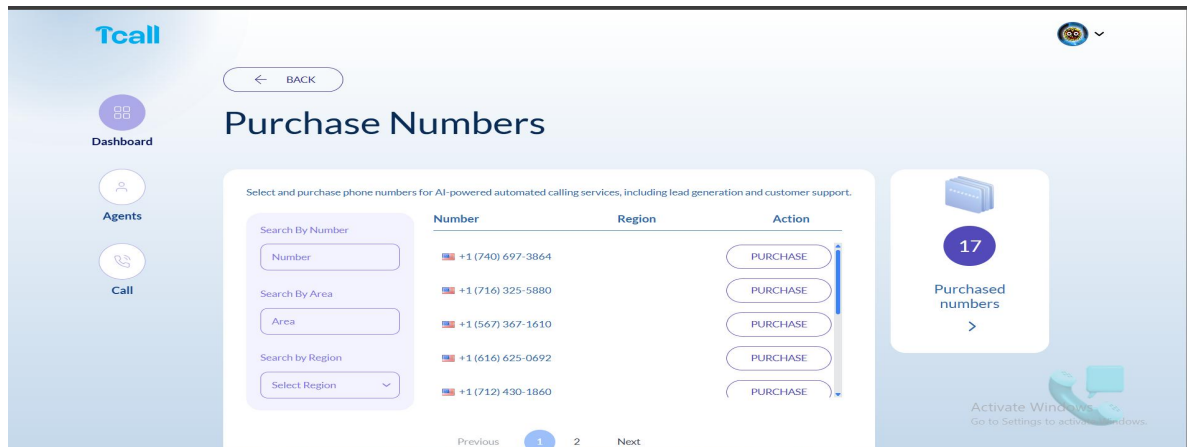 Tcall
BACK
Purchase Numbers
Dashboard
Agents
Call
Select and purchase phone numbers for AI-powered automated calling services, including lead generation and customer support.
Search By Number
Number
Search By Area
Area
Search by Region
Select Region
Number Region Action
+1 (740) 697-3864 PURCHASE
+1 (716) 325-5880 PURCHASE
+1 (567) 367-1610 PURCHASE
+1 (616) 625-0692 PURCHASE
+1 (712) 430-1860 PURCHASE
Previous 1 2 Next
17
Purchased
numbers
Activate Windows
Go to Settings to activate Windows.